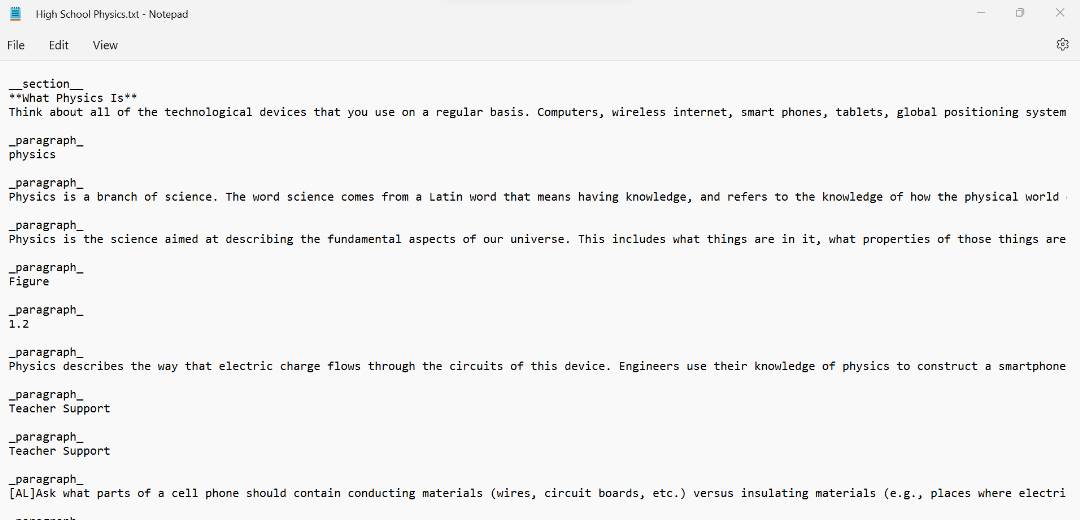 High School Physics.txt - Notepad
File Edit View
__section__
**What Physics Is**
Think about all of the technological devices that you use on a regular basis. Computers, wireless internet, smart phones, tablets, global positioning system
_paragraph_
physics
_paragraph_
Physics is a branch of science. The word science comes from a Latin word that means having knowledge, and refers to the knowledge of how the physical world
_paragraph_
Physics is the science aimed at describing the fundamental aspects of our universe. This includes what things are in it, what properties of those things are
_paragraph_
Figure
_paragraph_
1.2
_paragraph_
Physics describes the way that electric charge flows through the circuits of this device. Engineers use their knowledge of physics to construct a smartphone
_paragraph_
Teacher Support
_paragraph_
Teacher Support
_paragraph_
[AL]Ask what parts of a cell phone should contain conducting materials (wires, circuit boards, etc.) versus insulating materials (e.g., places where electri